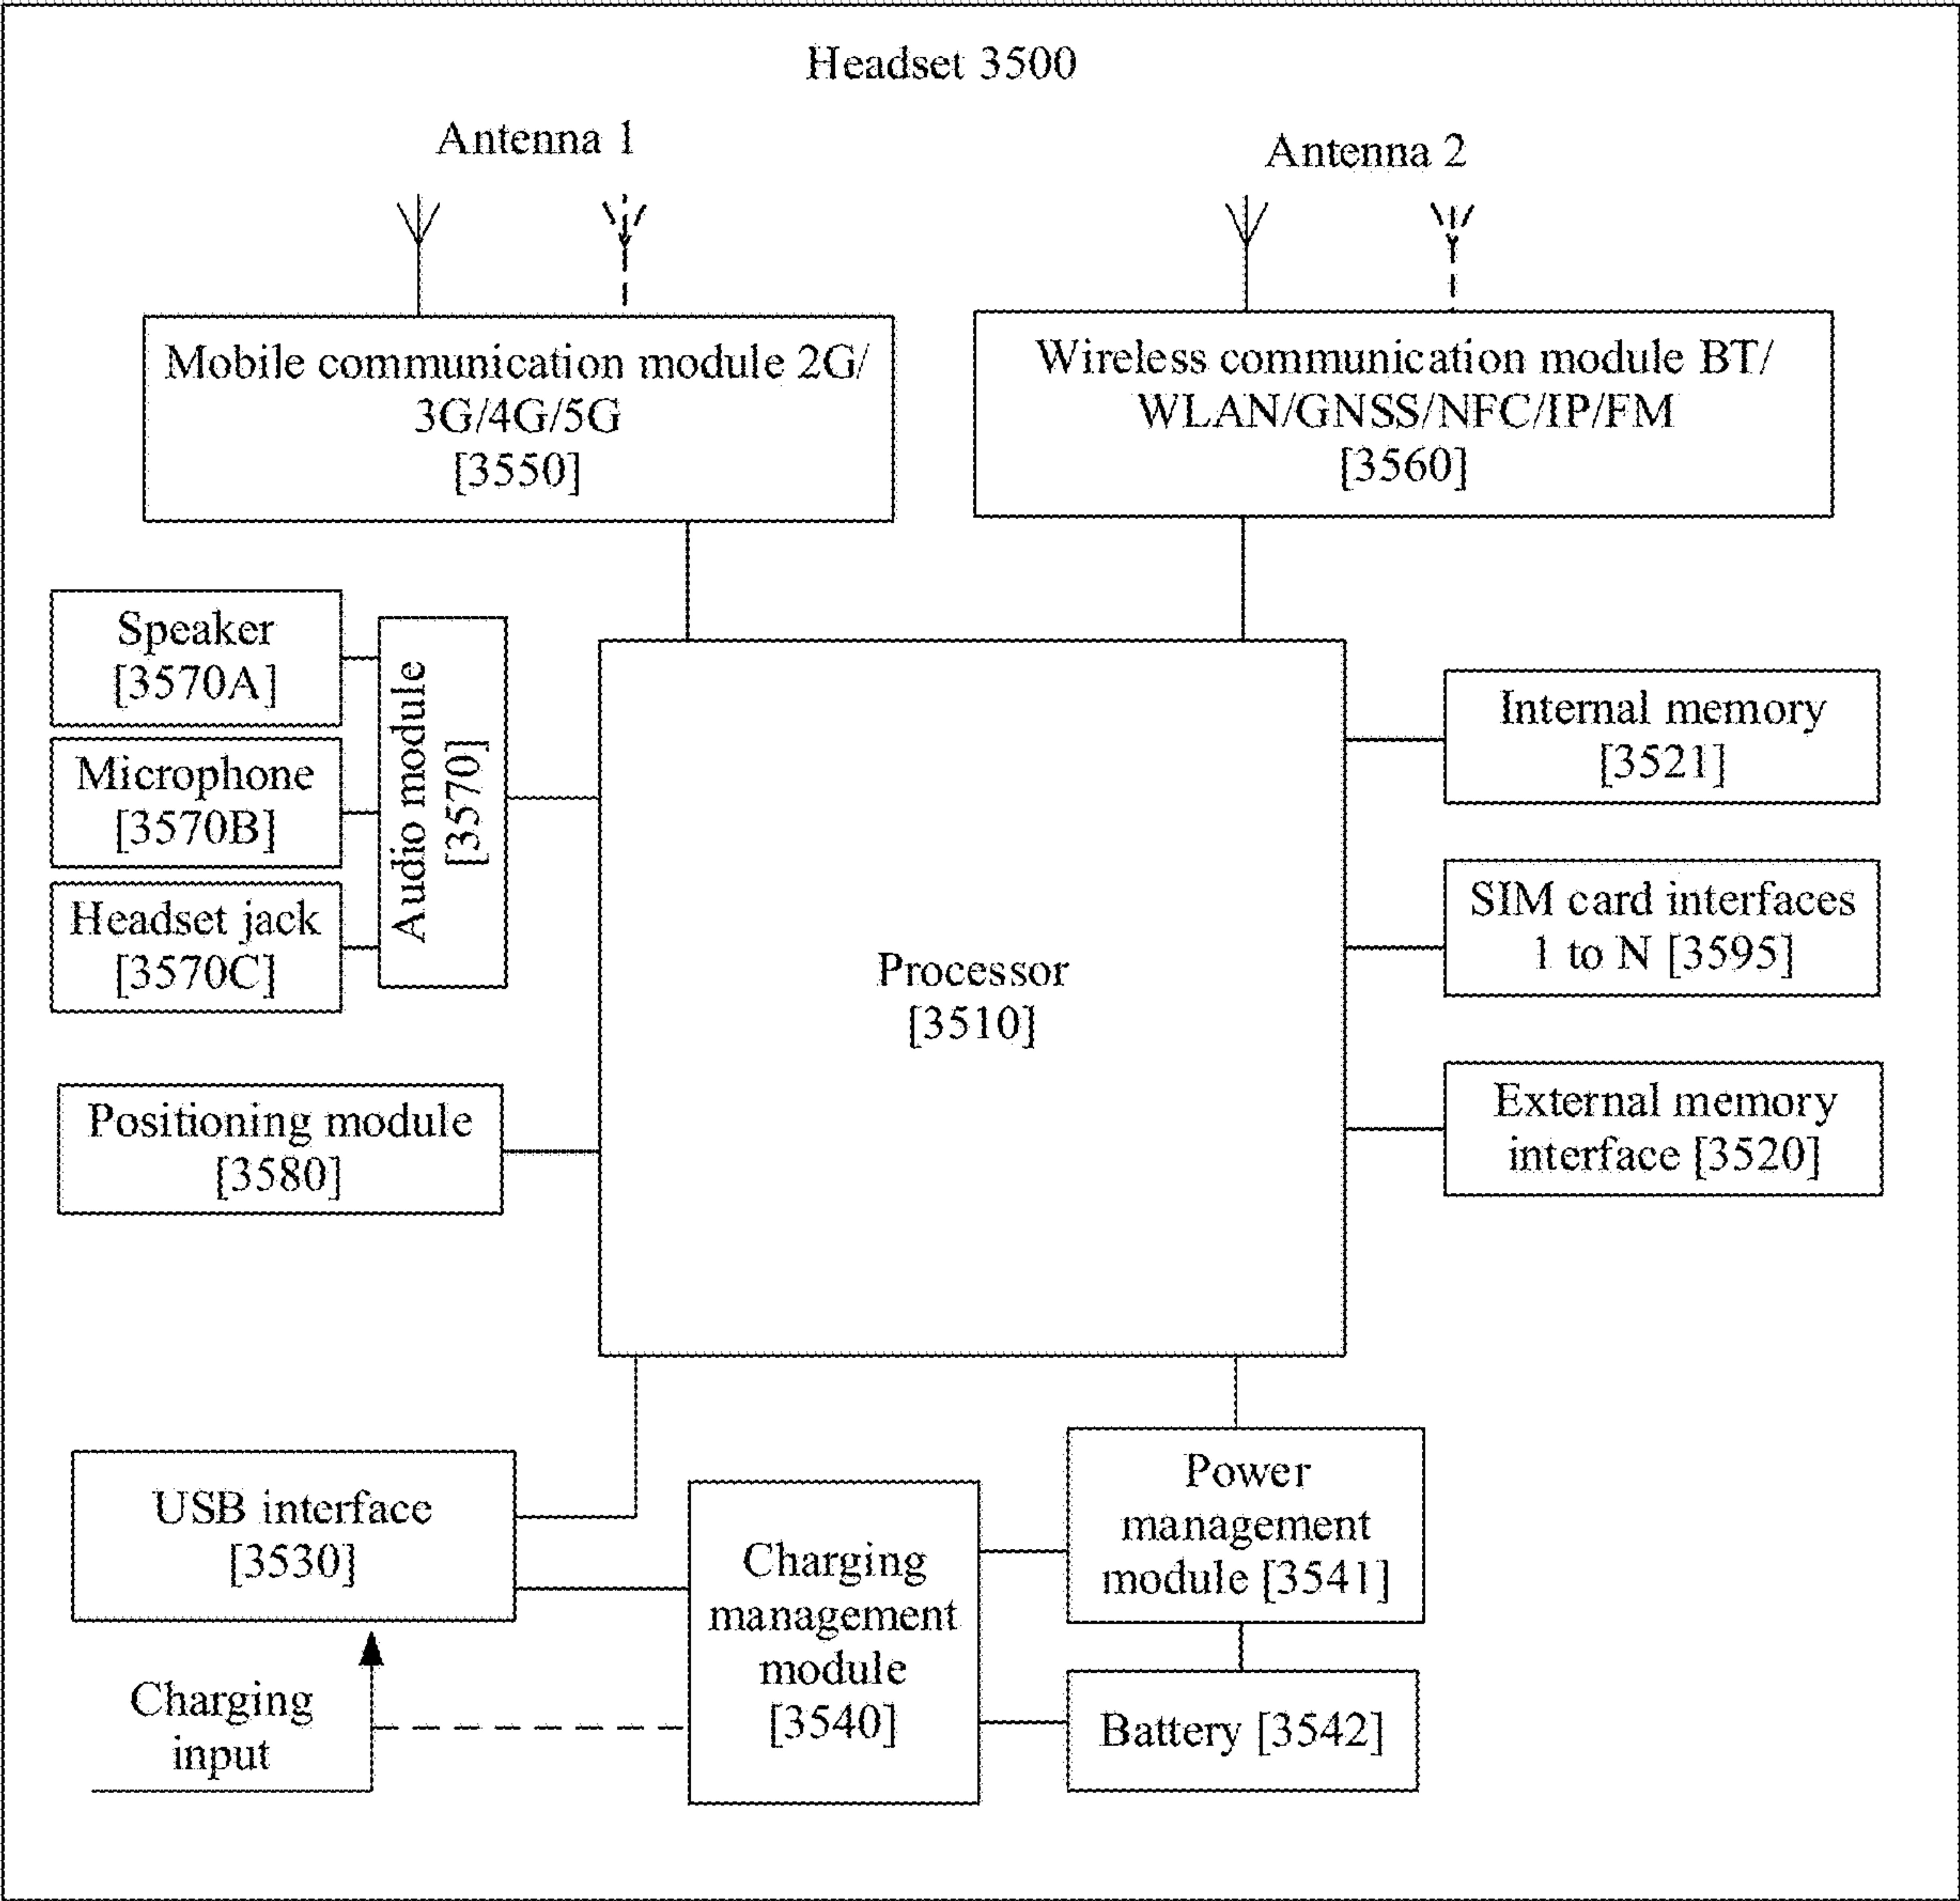 Headset 3500
Antenna 1
Antenna 2
Mobile communication module 2G/
3G/4G/5G
[3550]
Wireless communication module BT/
WLAN/GNSS/NFC/IP/FM
[3560]
Speaker
[3570A]
Microphone
[3570B]
Headset jack
[3570C]
Audio module
[3570]
Positioning module
[3580]
Processor
[3510]
Internal memory
[3521]
SIM card interfaces
1 to N [3595]
External memory
interface [3520]
USB interface
[3530]
Charging
input
Charging
management
module
[3540]
Power
management
module [3541]
Battery [3542]